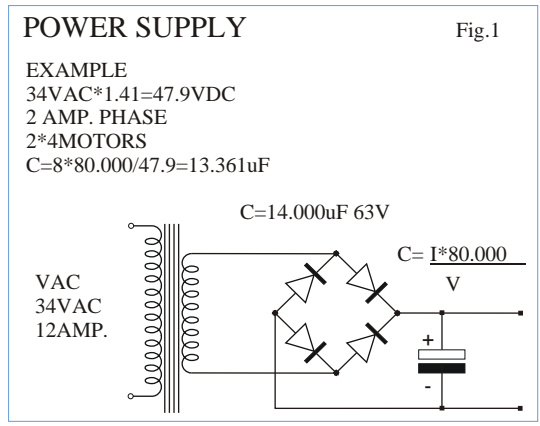 POWER SUPPLY
Fig.1
EXAMPLE
34VAC*1.41=47.9VDC
2 AMP. PHASE
2*4MOTORS
C=8*80.000/47.9=13.361uF
C=14.000uF 63V
C= I*80.000
V
VAC
34VAC
12AMP.
+
-